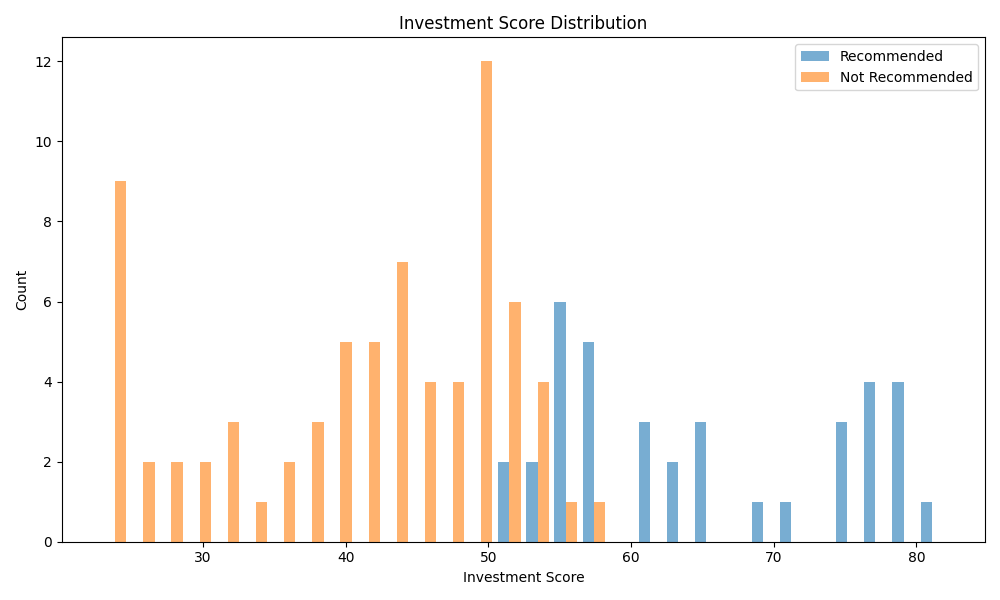 Investment Score Distribution
Recommended
Not Recommended
12
10
8
6
4
2
0
Count
30 40 50 60 70 80
Investment Score